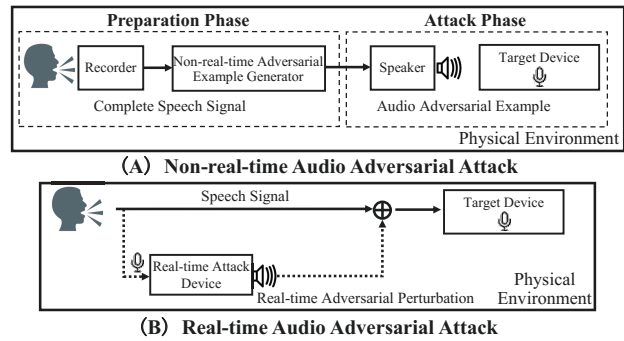 Preparation Phase
Attack Phase
Recorder
Non-real-time Adversarial
Example Generator
Speaker
Target Device
Complete Speech Signal
Audio Adversarial Example
Physical Environment
(A) Non-real-time Audio Adversarial Attack
Speech Signal
Target Device
Real-time Attack
Device
Real-time Adversarial Perturbation
Physical
Environment
(B) Real-time Audio Adversarial Attack